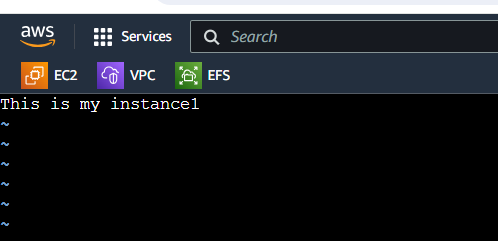 aws Services Search
EC2 VPC EFS
This is my instance1
~
~
~
~
~
~